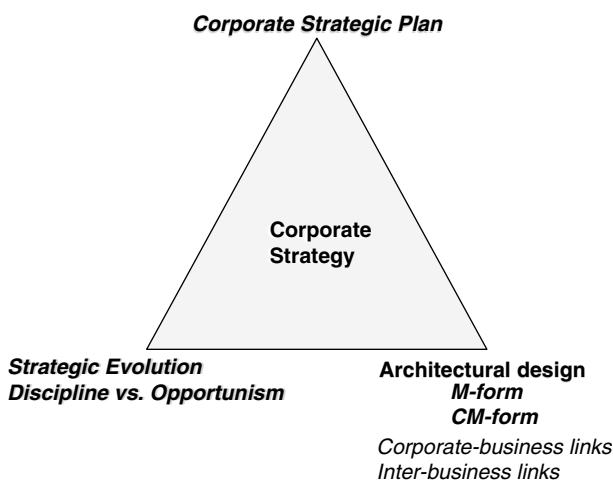 Corporate Strategic Plan
Corporate
Strategy
Strategic Evolution
Discipline vs. Opportunism
Architectural design
M-form
CM-form
Corporate-business links
Inter-business links